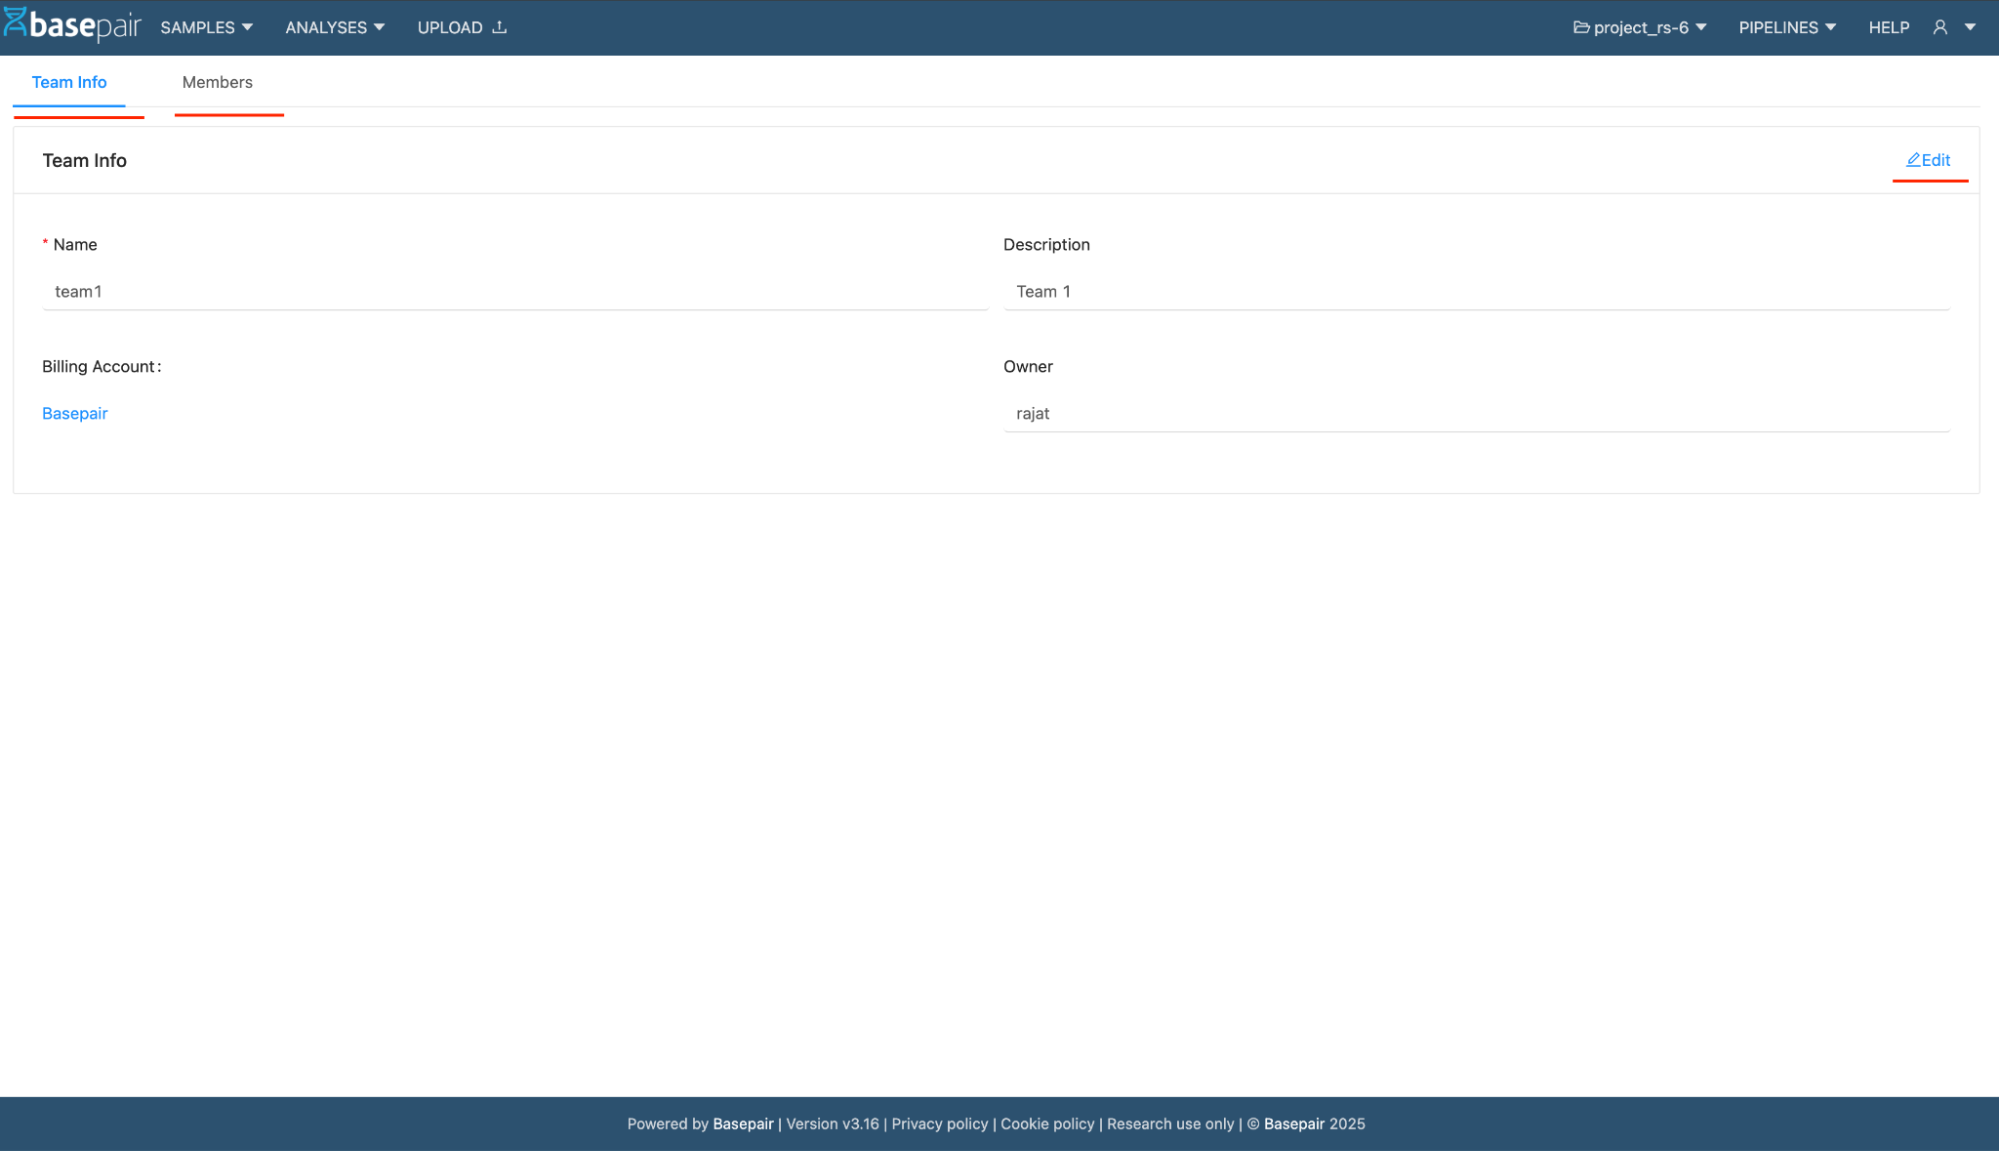 basepair SAMPLES ANALYSES UPLOAD project_rs-6 PIPELINES HELP
Team Info Members
Team Info Edit
* Name Description
team1 Team 1
Billing Account: Owner
Basepair rajat
Powered by Basepair | Version v3.16 | Privacy policy | Cookie policy | Research use only | © Basepair 2025